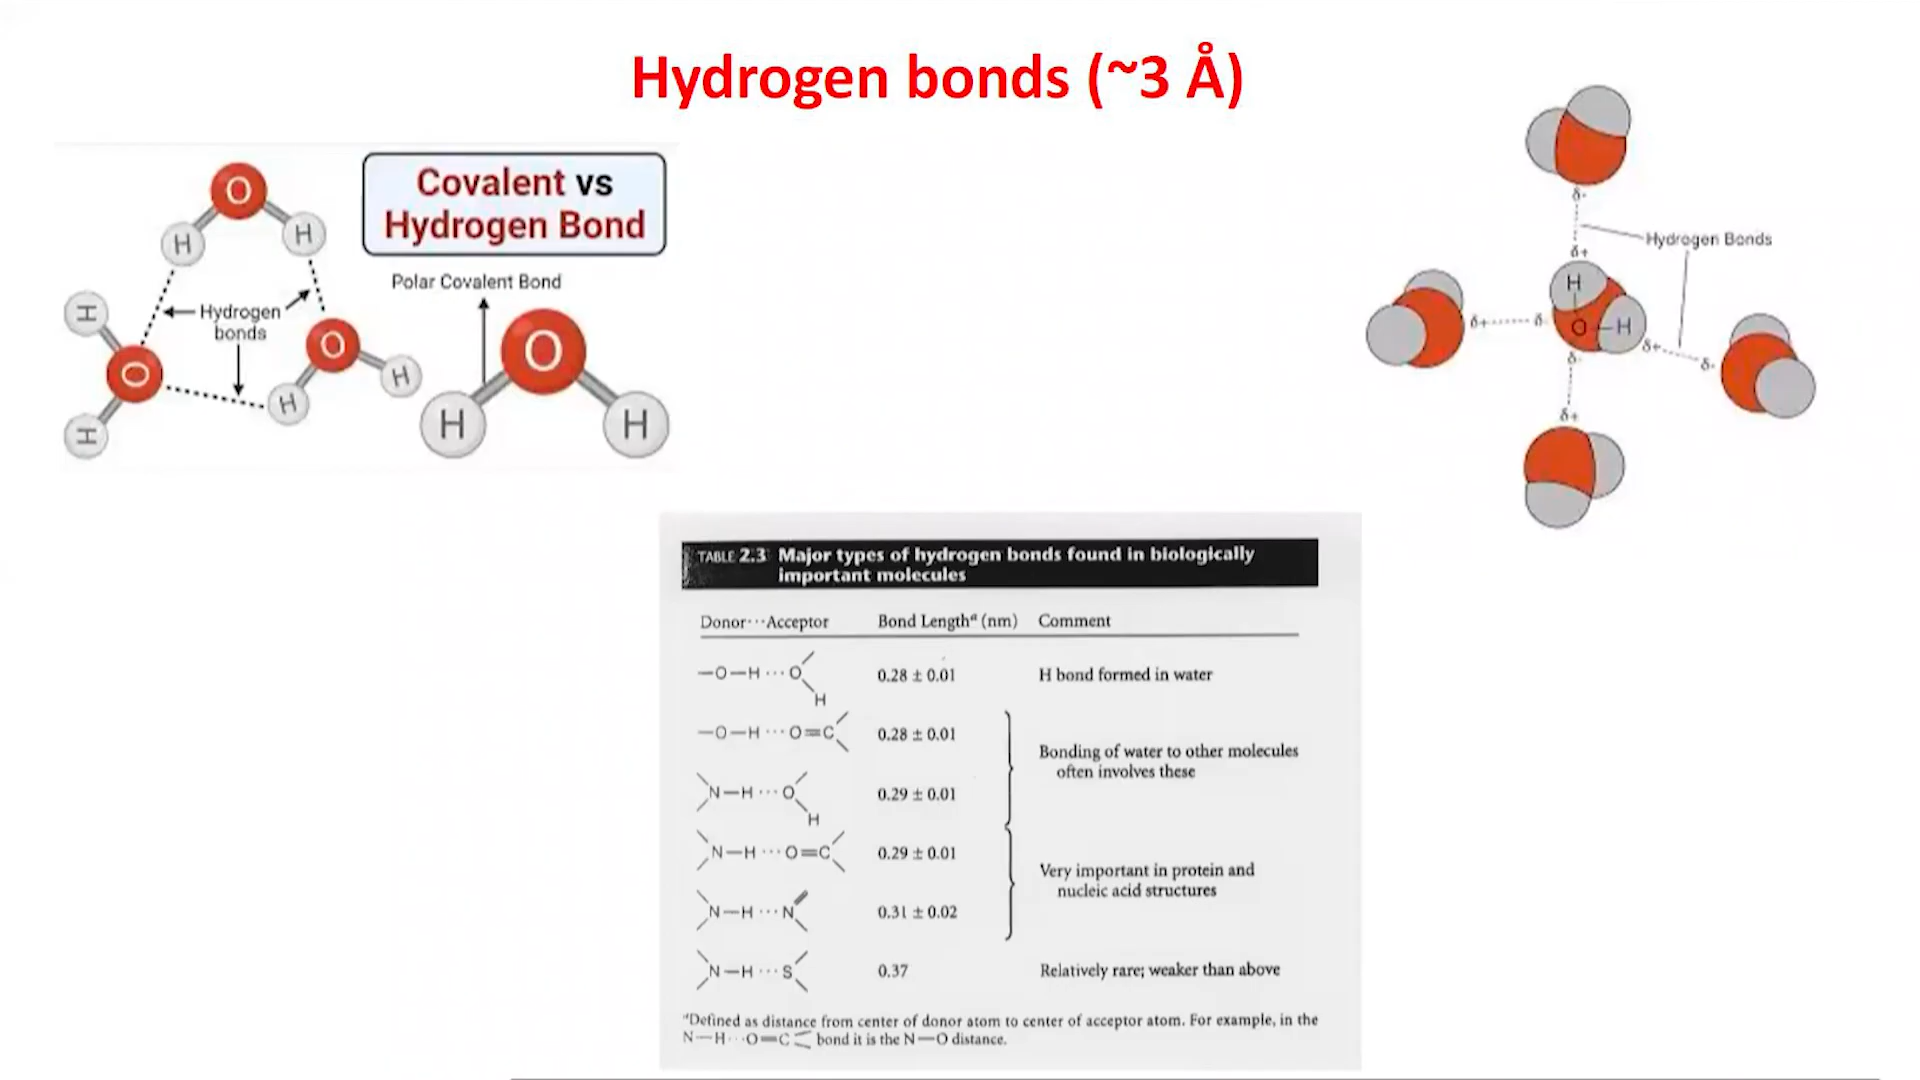 Hydrogen bonds (~3 Å)
Covalent vs
Hydrogen Bond
O
H
H
Hydrogen
bonds
H
O
H
O
H
H
Polar Covalent Bond
O
H
H
δ-
Hydrogen Bonds
δ+
H
O—H
δ+
δ-
δ+
δ-
δ-
δ+
TABLE 2.3 Major types of hydrogen bonds found in biologically
important molecules
Donor···Acceptor Bond Lengthᵃ (nm) Comment
—O—H···O
H
0.28 ± 0.01 H bond formed in water
—O—H···O=C 0.28 ± 0.01
Bonding of water to other molecules
often involves these
N—H···O
H
0.29 ± 0.01
N—H···O=C 0.29 ± 0.01
Very important in protein and
nucleic acid structures
N—H···N 0.31 ± 0.02
N—H···S 0.37 Relatively rare; weaker than above
ᵃDefined as distance from center of donor atom to center of acceptor atom. For example, in the
N—H···O=C bond it is the N—O distance.